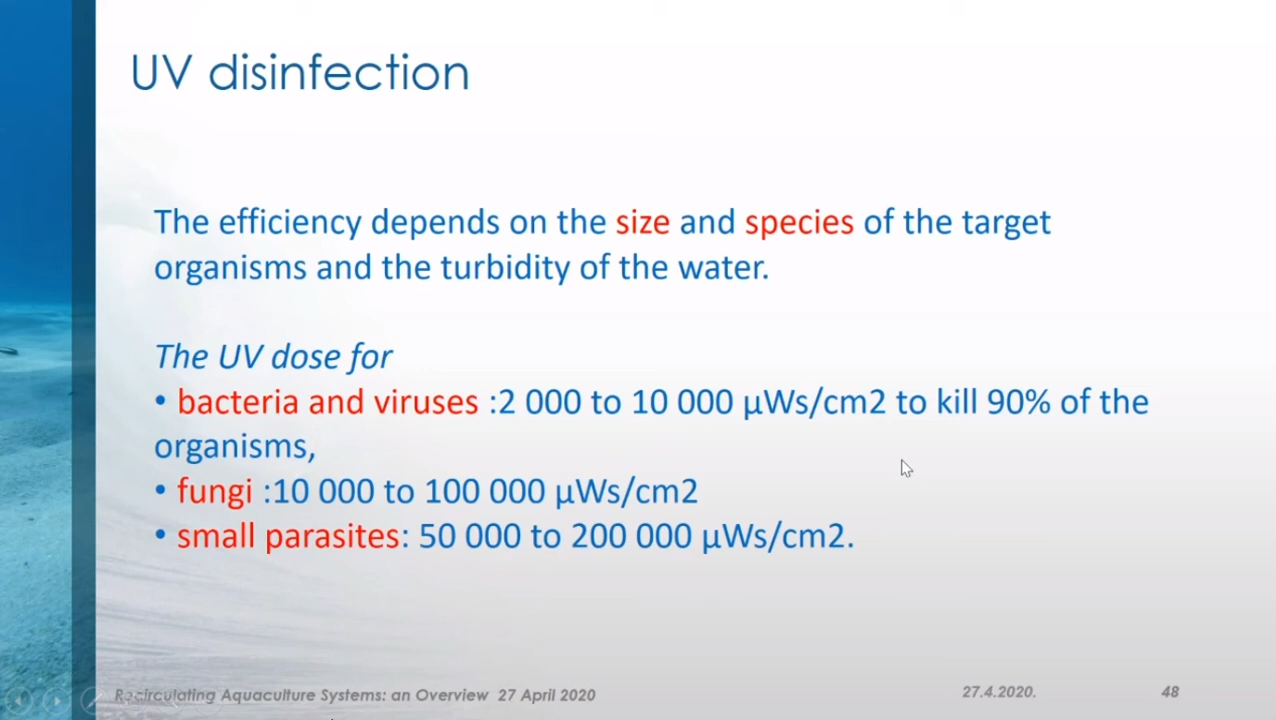 UV disinfection
The efficiency depends on the size and species of the target
organisms and the turbidity of the water.
The UV dose for
• bacteria and viruses :2 000 to 10 000 µWs/cm2 to kill 90% of the
organisms,
• fungi :10 000 to 100 000 µWs/cm2
• small parasites: 50 000 to 200 000 µWs/cm2.
Recirculating Aquaculture Systems: an Overview 27 April 2020
27.4.2020.
48